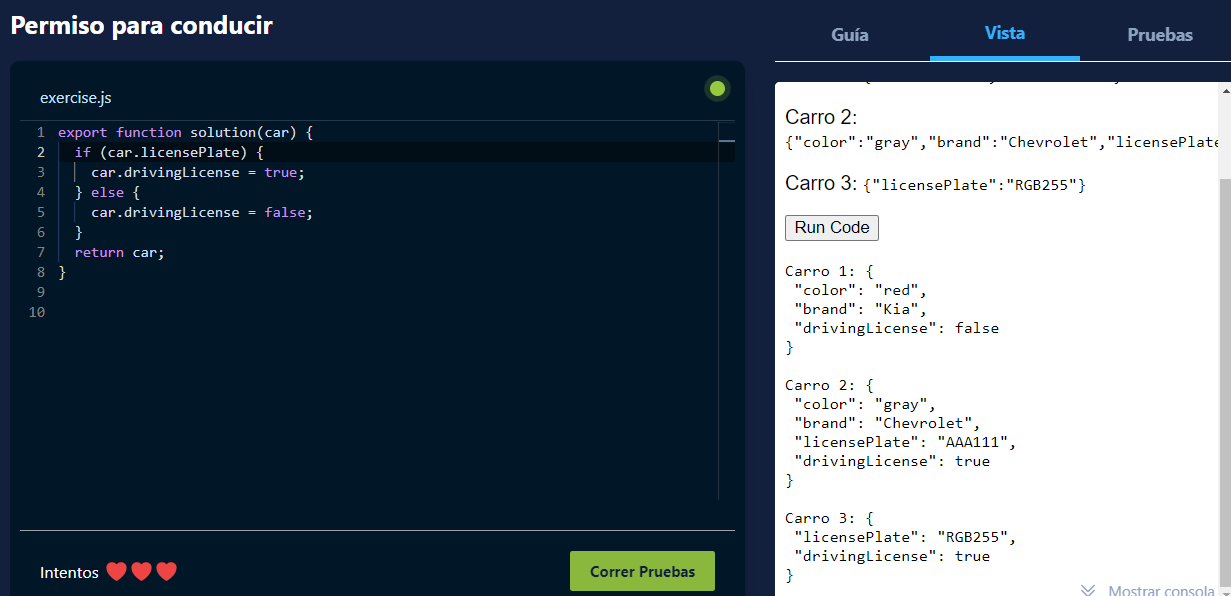 Permiso para conducir
Guía
Vista
Pruebas
exercise.js
1 export function solution(car) {
2 if (car.licensePlate) {
3 car.drivingLicense = true;
4 } else {
5 car.drivingLicense = false;
6 }
7 return car;
8 }
9
10
Intentos
Correr Pruebas
Carro 2:
{"color":"gray","brand":"Chevrolet","licensePlate
Carro 3: {"licensePlate":"RGB255"}
Run Code
Carro 1: {
"color": "red",
"brand": "Kia",
"drivingLicense": false
}
Carro 2: {
"color": "gray",
"brand": "Chevrolet",
"licensePlate": "AAA111",
"drivingLicense": true
}
Carro 3: {
"licensePlate": "RGB255",
"drivingLicense": true
}
Mostrar consola